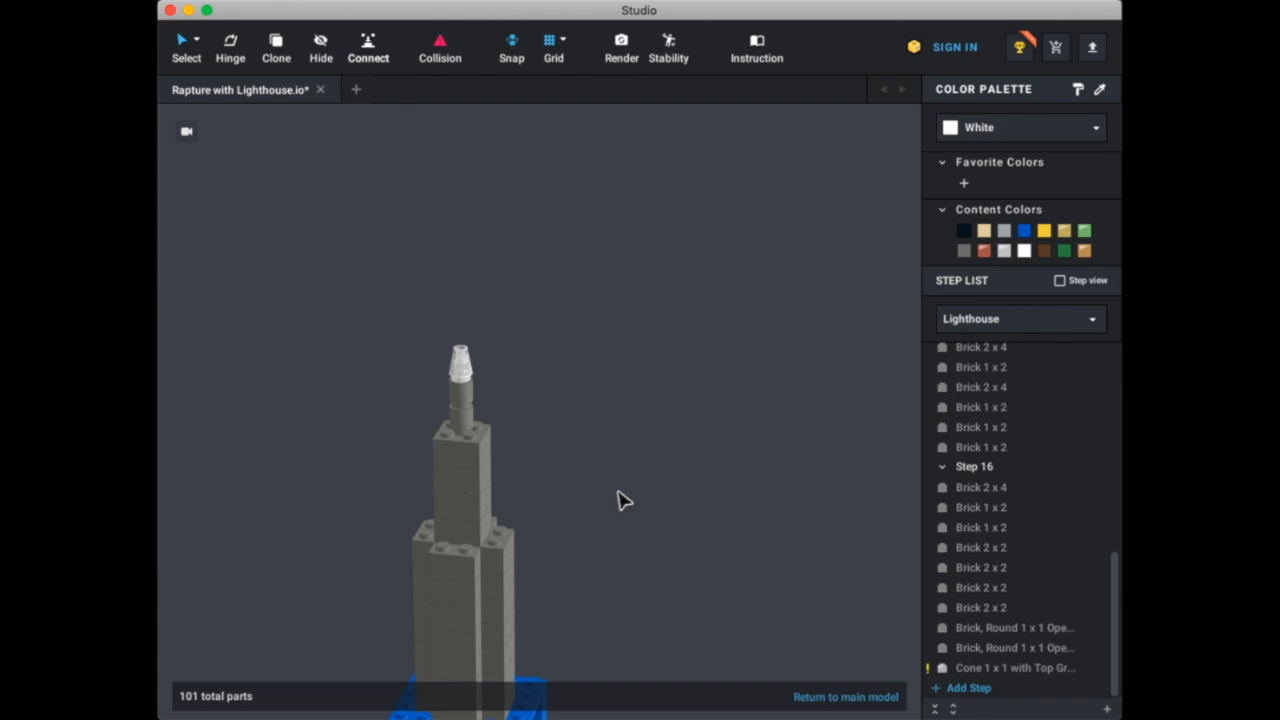 Studio
Select
Hinge
Clone
Hide
Connect
Collision
Snap
Grid
Render
Stability
Instruction
SIGN IN
Rapture with Lighthouse.io*
COLOR PALETTE
White
Favorite Colors
Content Colors
STEP LIST
Step view
Lighthouse
Brick 2 x 4
Brick 1 x 2
Brick 2 x 4
Brick 1 x 2
Brick 1 x 2
Brick 1 x 2
Step 16
Brick 2 x 4
Brick 1 x 2
Brick 1 x 2
Brick 2 x 2
Brick 2 x 2
Brick 2 x 2
Brick 2 x 2
Brick, Round 1 x 1 Ope...
Brick, Round 1 x 1 Ope...
Cone 1 x 1 with Top Gr...
+ Add Step
101 total parts
Return to main model